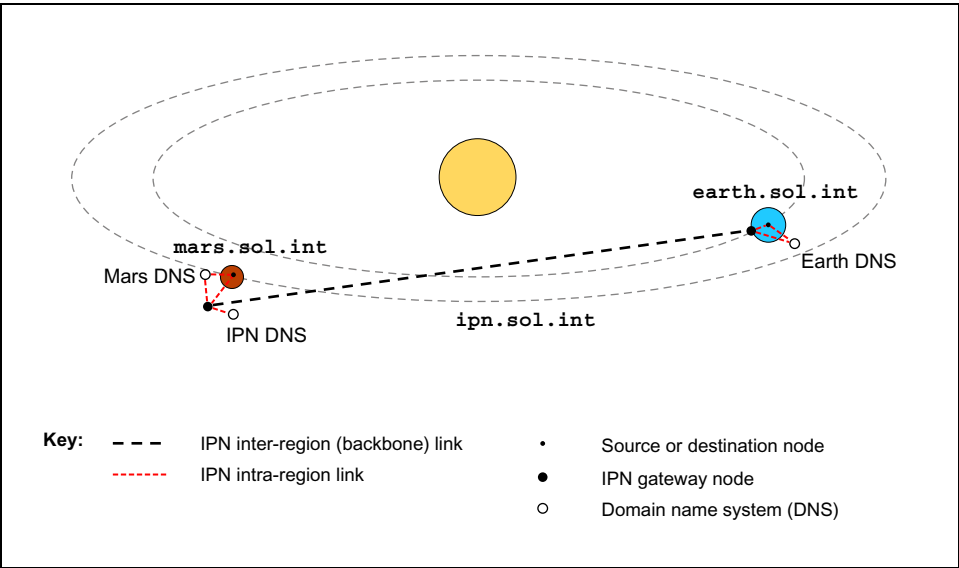 earth.sol.int
mars.sol.int
Earth DNS
Mars DNS
ipn.sol.int
IPN DNS
Key:
IPN inter-region (backbone) link
IPN intra-region link
Source or destination node
IPN gateway node
Domain name system (DNS)